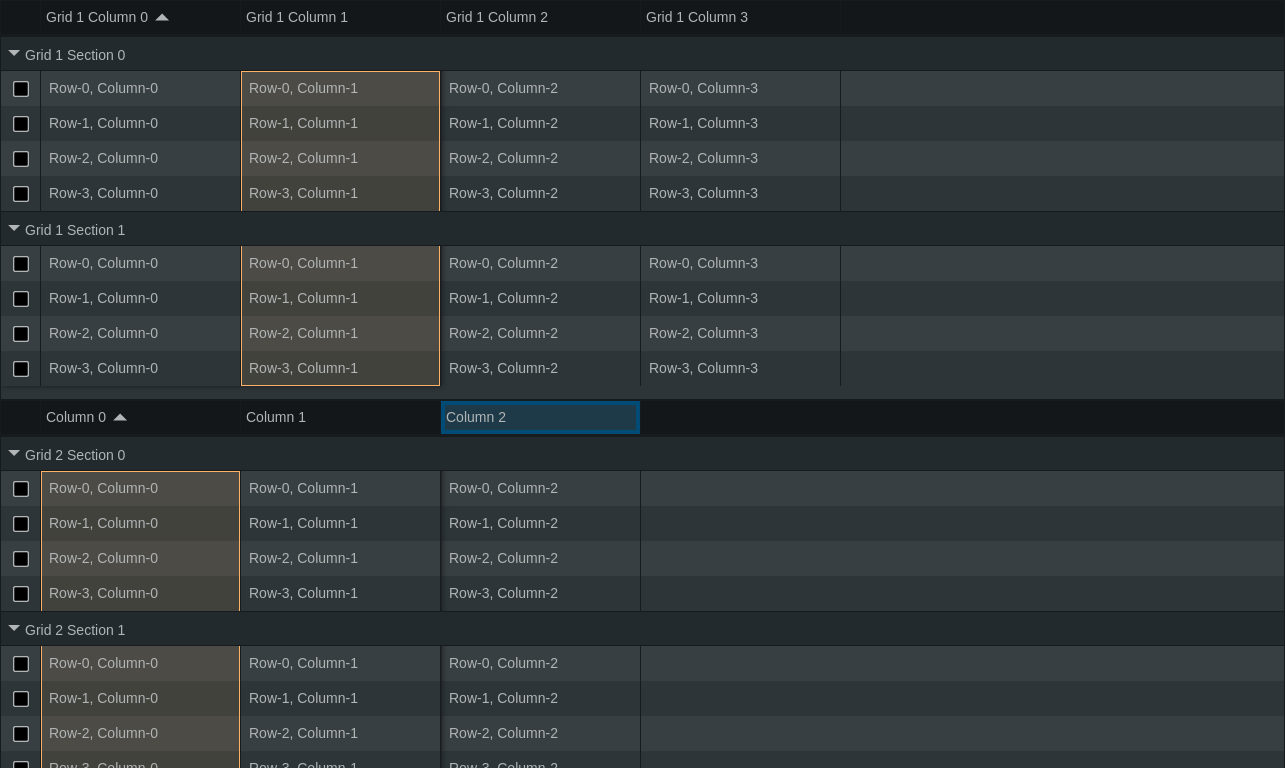 Grid 1 Column 0 Grid 1 Column 1 Grid 1 Column 2 Grid 1 Column 3
Grid 1 Section 0
Row-0, Column-0 Row-0, Column-1 Row-0, Column-2 Row-0, Column-3
Row-1, Column-0 Row-1, Column-1 Row-1, Column-2 Row-1, Column-3
Row-2, Column-0 Row-2, Column-1 Row-2, Column-2 Row-2, Column-3
Row-3, Column-0 Row-3, Column-1 Row-3, Column-2 Row-3, Column-3
Grid 1 Section 1
Row-0, Column-0 Row-0, Column-1 Row-0, Column-2 Row-0, Column-3
Row-1, Column-0 Row-1, Column-1 Row-1, Column-2 Row-1, Column-3
Row-2, Column-0 Row-2, Column-1 Row-2, Column-2 Row-2, Column-3
Row-3, Column-0 Row-3, Column-1 Row-3, Column-2 Row-3, Column-3
Column 0 Column 1 Column 2
Grid 2 Section 0
Row-0, Column-0 Row-0, Column-1 Row-0, Column-2
Row-1, Column-0 Row-1, Column-1 Row-1, Column-2
Row-2, Column-0 Row-2, Column-1 Row-2, Column-2
Row-3, Column-0 Row-3, Column-1 Row-3, Column-2
Grid 2 Section 1
Row-0, Column-0 Row-0, Column-1 Row-0, Column-2
Row-1, Column-0 Row-1, Column-1 Row-1, Column-2
Row-2, Column-0 Row-2, Column-1 Row-2, Column-2
Row-3, Column-0 Row-3, Column-1 Row-3, Column-2